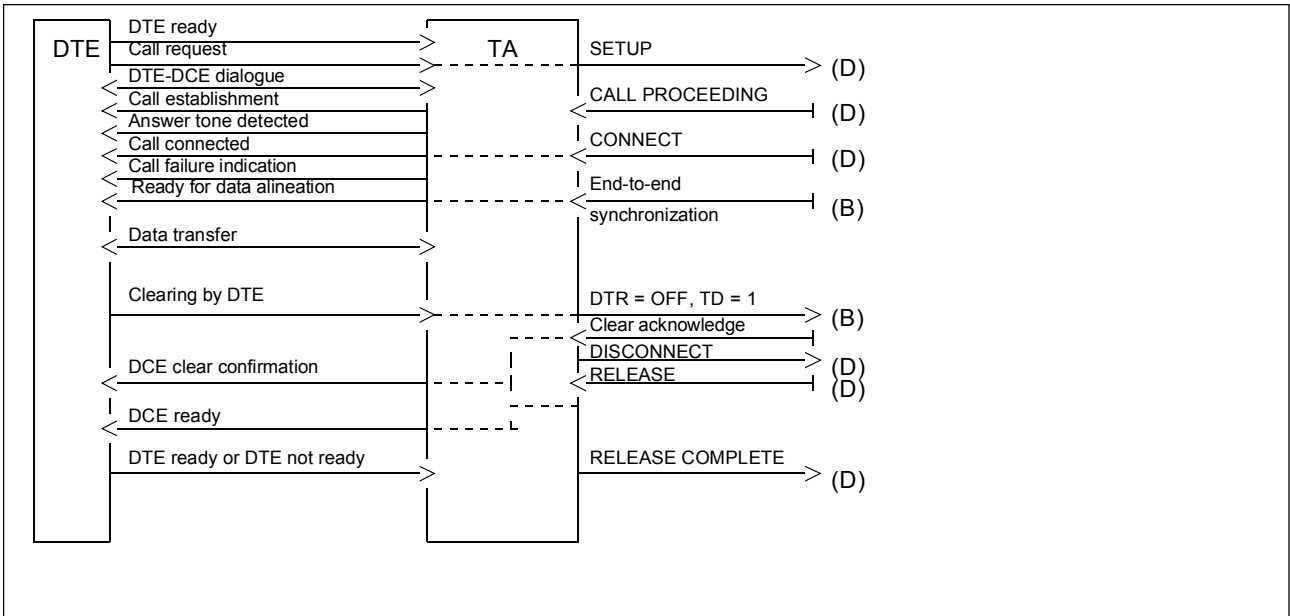 DTE ready
DTE
TA
Call request
SETUP
(D)
DTE-DCE dialogue
Call establishment
CALL PROCEEDING
(D)
Answer tone detected
Call connected
CONNECT
(D)
Call failure indication
Ready for data alineation
End-to-end
synchronization
(B)
Data transfer
Clearing by DTE
DTR = OFF, TD = 1
(B)
Clear acknowledge
DISCONNECT
(D)
DCE clear confirmation
RELEASE
(D)
DCE ready
DTE ready or DTE not ready
RELEASE COMPLETE
(D)